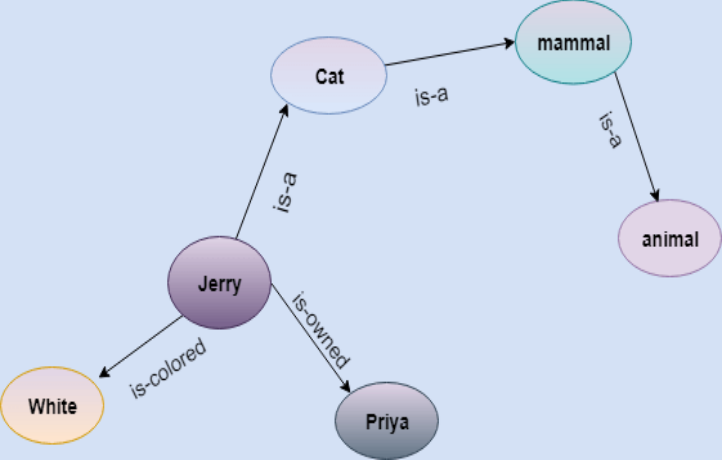 mammal
Cat
is-a
is-a
is-a
animal
Jerry
is-owned
is-colored
White
Priya